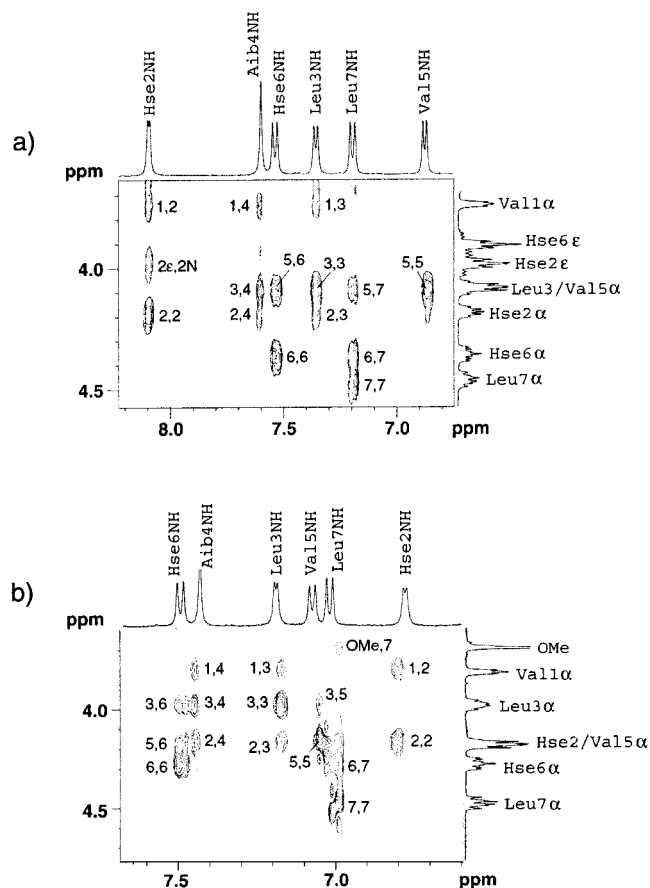 a)
Hse2NH
Aib4NH
Hse6NH
Leu3NH
Leu7NH
Val5NH
ppm
1,2
1,4
1,3
Val1α
Hse6ε
4.0
2ε,2N
5,6
3,3
5,5
Hse2ε
3,4
5,7
Leu3/Val5α
2,2
2,4
2,3
Hse2α
6,6
6,7
Hse6α
7,7
Leu7α
4.5
8.0
7.5
7.0
ppm
b)
Hse6NH
Aib4NH
Leu3NH
Val5NH
Leu7NH
Hse2NH
ppm
OMe,7
OMe
1,4
1,3
1,2
Val1α
3,6
3,4
3,3
3,5
Leu3α
4.0
5,6
2,4
2,3
2,2
Hse2/Val5α
6,6
5,5
6,7
Hse6α
7,7
Leu7α
4.5
7.5
7.0
ppm